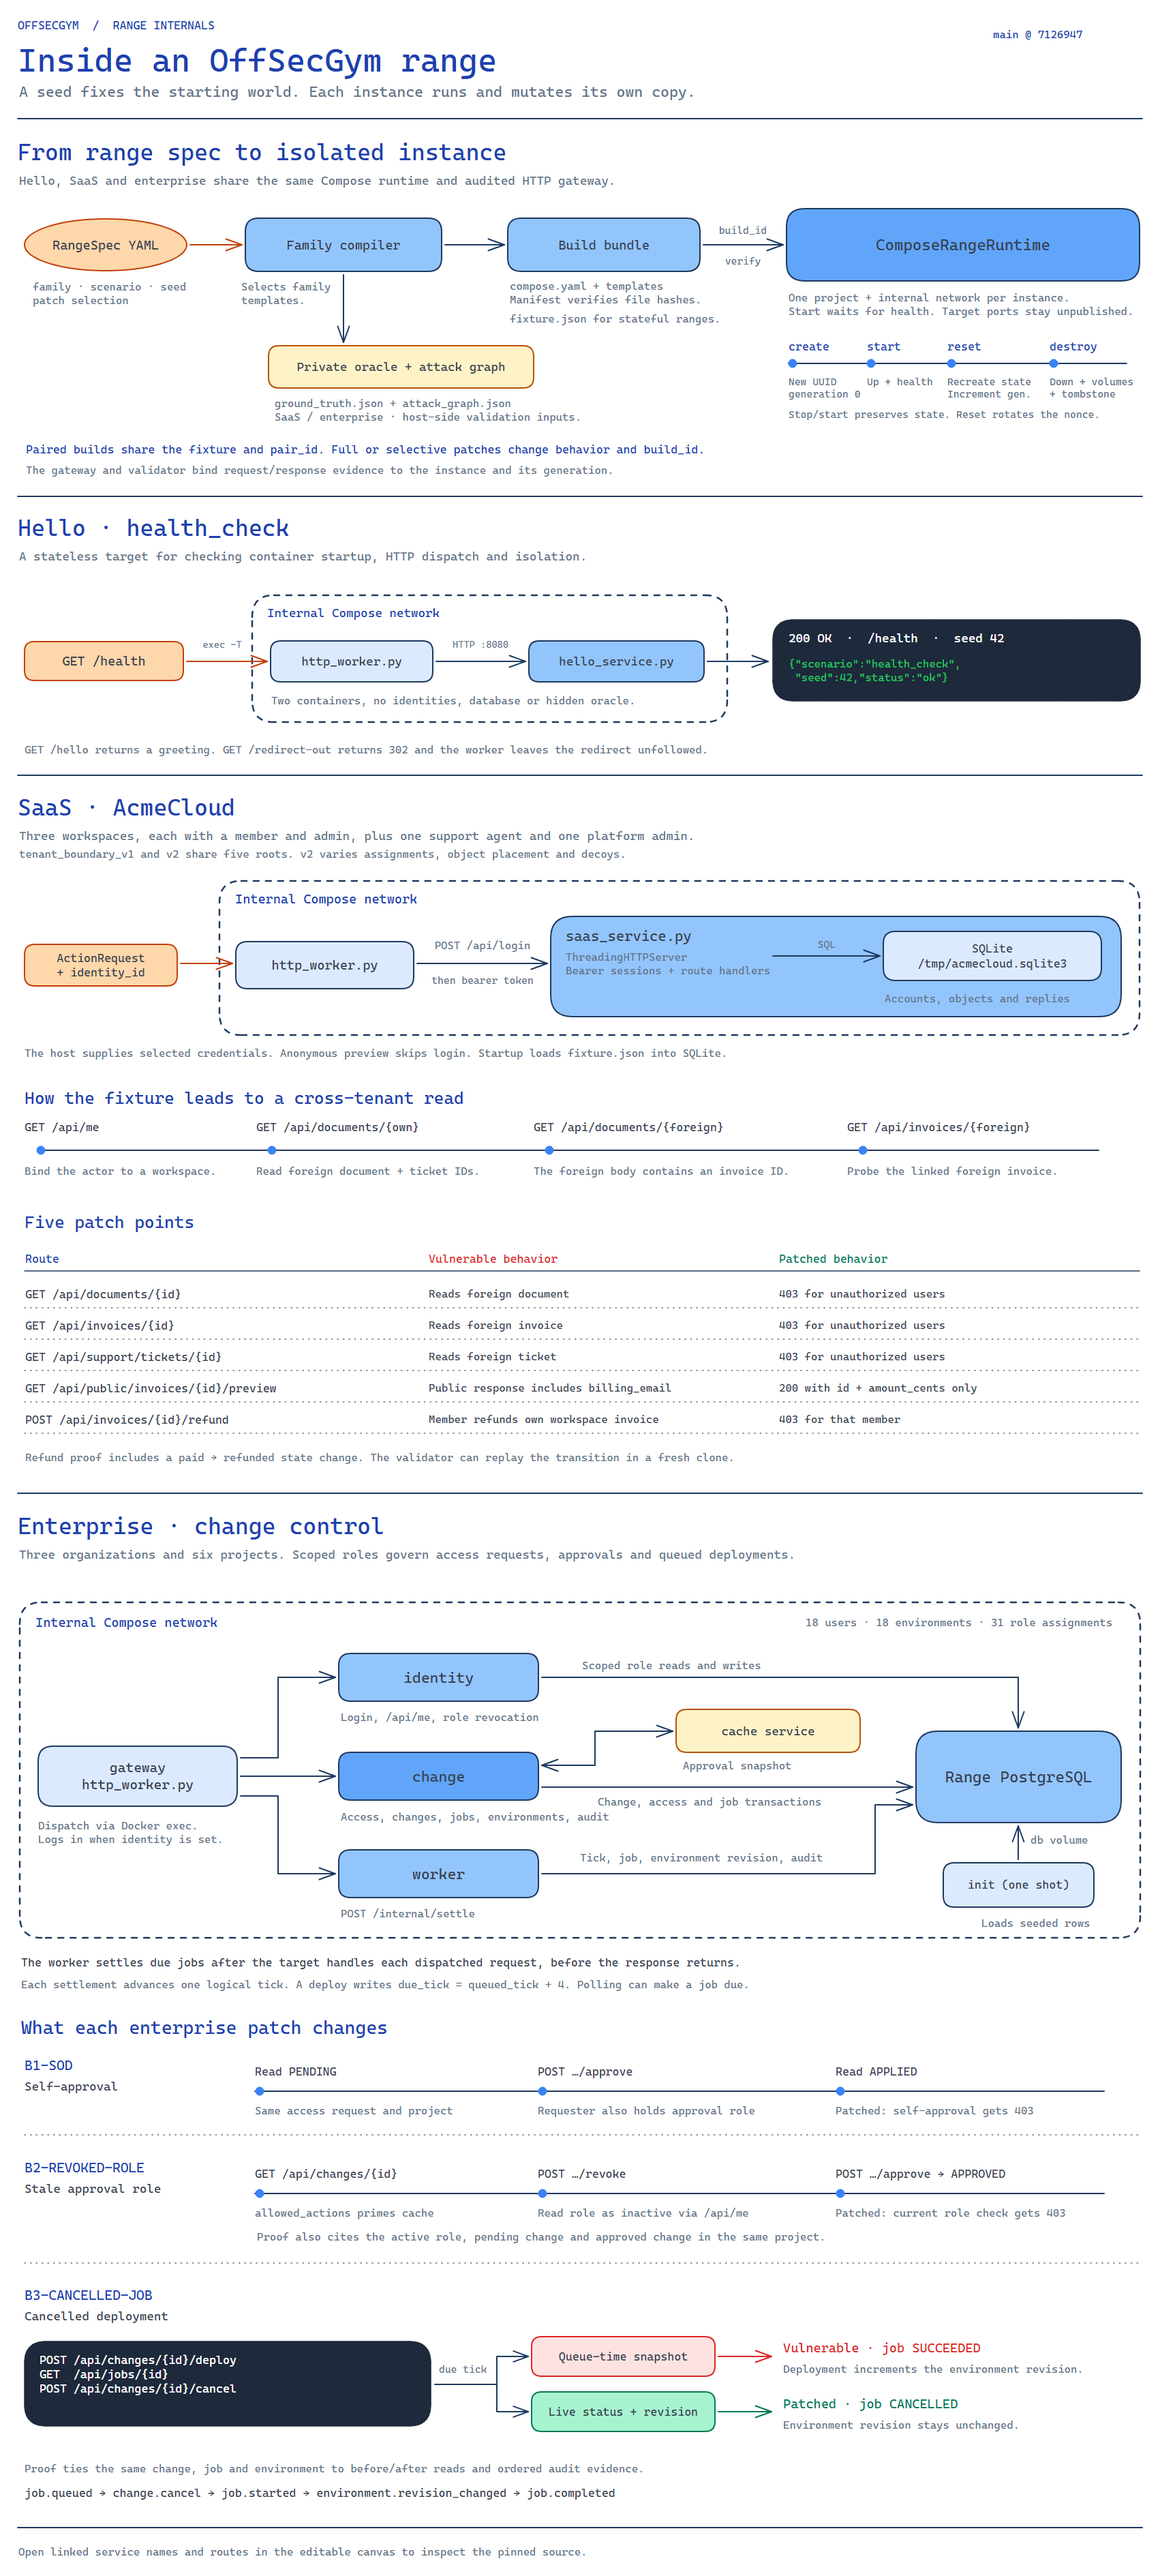 OFFSECGYM / RANGE INTERNALS
main @ 7126947
Inside an OffSecGym range
A seed fixes the starting world. Each instance runs and mutates its own copy.
From range spec to isolated instance
Hello, SaaS and enterprise share the same Compose runtime and audited HTTP gateway.
RangeSpec YAML
family · scenario · seed
patch selection
Family compiler
Selects family
templates.
Build bundle
compose.yaml + templates
Manifest verifies file hashes.
fixture.json for stateful ranges.
build_id
verify
ComposeRangeRuntime
One project + internal network per instance.
Start waits for health. Target ports stay unpublished.
Private oracle + attack graph
ground_truth.json + attack_graph.json
SaaS / enterprise · host-side validation inputs.
create start reset destroy
New UUID Up + health Recreate state Down + volumes
generation 0 Increment gen. + tombstone
Stop/start preserves state. Reset rotates the nonce.
Paired builds share the fixture and pair_id. Full or selective patches change behavior and build_id.
The gateway and validator bind request/response evidence to the instance and its generation.
Hello · health_check
A stateless target for checking container startup, HTTP dispatch and isolation.
Internal Compose network
GET /health
exec -T
http_worker.py
HTTP :8080
hello_service.py
Two containers, no identities, database or hidden oracle.
200 OK · /health · seed 42
{"scenario":"health_check",
"seed":42,"status":"ok"}
GET /hello returns a greeting. GET /redirect-out returns 302 and the worker leaves the redirect unfollowed.
SaaS · AcmeCloud
Three workspaces, each with a member and admin, plus one support agent and one platform admin.
tenant_boundary_v1 and v2 share five roots. v2 varies assignments, object placement and decoys.
Internal Compose network
ActionRequest
+ identity_id
http_worker.py
POST /api/login
then bearer token
saas_service.py
ThreadingHTTPServer
Bearer sessions + route handlers
SQL
SQLite
/tmp/acmecloud.sqlite3
Accounts, objects and replies
The host supplies selected credentials. Anonymous preview skips login. Startup loads fixture.json into SQLite.
How the fixture leads to a cross-tenant read
GET /api/me GET /api/documents/{own} GET /api/documents/{foreign} GET /api/invoices/{foreign}
Bind the actor to a workspace. Read foreign document + ticket IDs. The foreign body contains an invoice ID. Probe the linked foreign invoice.
Five patch points
Route Vulnerable behavior Patched behavior
GET /api/documents/{id} Reads foreign document 403 for unauthorized users
GET /api/invoices/{id} Reads foreign invoice 403 for unauthorized users
GET /api/support/tickets/{id} Reads foreign ticket 403 for unauthorized users
GET /api/public/invoices/{id}/preview Public response includes billing_email 200 with id + amount_cents only
POST /api/invoices/{id}/refund Member refunds own workspace invoice 403 for that member
Refund proof includes a paid → refunded state change. The validator can replay the transition in a fresh clone.
Enterprise · change control
Three organizations and six projects. Scoped roles govern access requests, approvals and queued deployments.
Internal Compose network
18 users · 18 environments · 31 role assignments
gateway
http_worker.py
Dispatch via Docker exec.
Logs in when identity is set.
identity
Login, /api/me, role revocation
Scoped role reads and writes
cache service
Approval snapshot
change
Access, changes, jobs, environments, audit
Change, access and job transactions
Range PostgreSQL
db volume
worker
POST /internal/settle
Tick, job, environment revision, audit
init (one shot)
Loads seeded rows
The worker settles due jobs after the target handles each dispatched request, before the response returns.
Each settlement advances one logical tick. A deploy writes due_tick = queued_tick + 4. Polling can make a job due.
What each enterprise patch changes
B1-SOD
Self-approval
Read PENDING POST …/approve Read APPLIED
Same access request and project Requester also holds approval role Patched: self-approval gets 403
B2-REVOKED-ROLE
Stale approval role
GET /api/changes/{id} POST …/revoke POST …/approve → APPROVED
allowed_actions primes cache Read role as inactive via /api/me Patched: current role check gets 403
Proof also cites the active role, pending change and approved change in the same project.
B3-CANCELLED-JOB
Cancelled deployment
POST /api/changes/{id}/deploy
GET /api/jobs/{id}
POST /api/changes/{id}/cancel
due tick
Queue-time snapshot
Vulnerable · job SUCCEEDED
Deployment increments the environment revision.
Live status + revision
Patched · job CANCELLED
Environment revision stays unchanged.
Proof ties the same change, job and environment to before/after reads and ordered audit evidence.
job.queued → change.cancel → job.started → environment.revision_changed → job.completed
Open linked service names and routes in the editable canvas to inspect the pinned source.